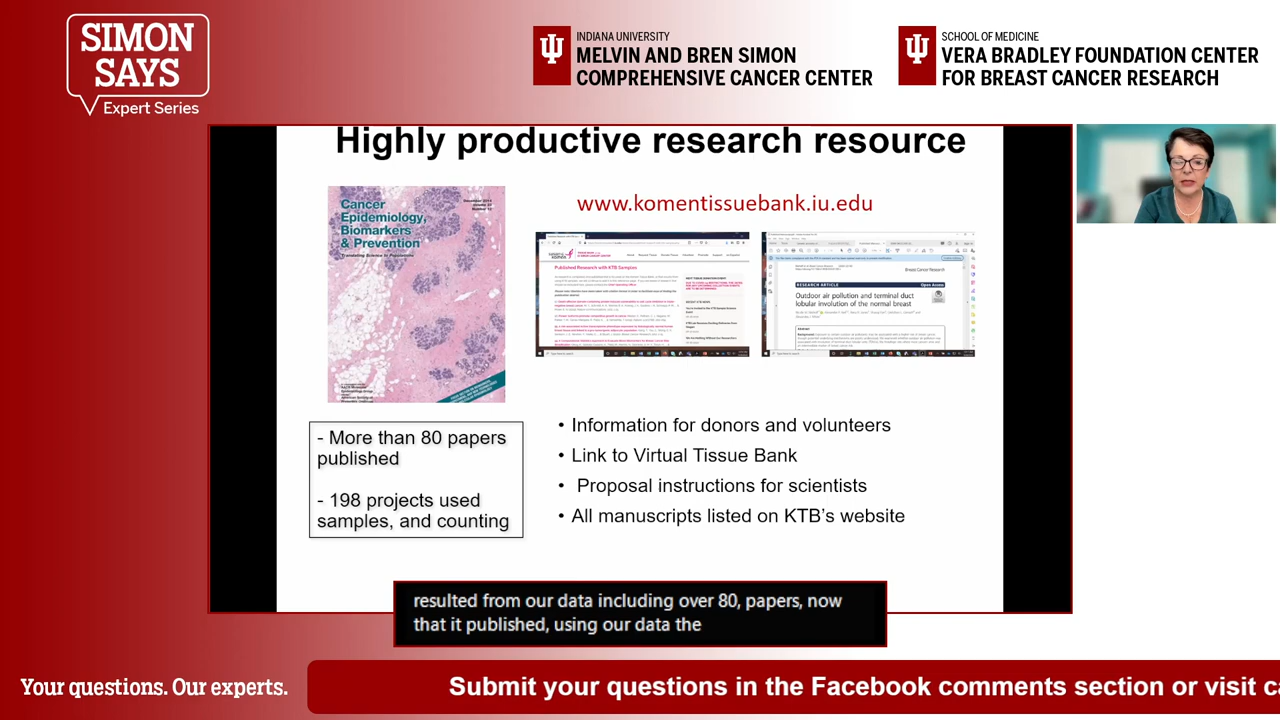 SIMON
SAYS
Expert Series
INDIANA UNIVERSITY
MELVIN AND BREN SIMON
COMPREHENSIVE CANCER CENTER
SCHOOL OF MEDICINE
VERA BRADLEY FOUNDATION CENTER
FOR BREAST CANCER RESEARCH
Highly productive research resource
Cancer
Epidemiology,
Biomarkers
& Prevention
www.komentissuebank.iu.edu
Published Research with KTB Samples
Breast Cancer Research
RESEARCH ARTICLE
Open Access
Outdoor air pollution and terminal duct
lobular involution of the normal breast
- More than 80 papers
published
- 198 projects used
samples, and counting
• Information for donors and volunteers
• Link to Virtual Tissue Bank
• Proposal instructions for scientists
• All manuscripts listed on KTB's website
resulted from our data including over 80, papers, now
that it published, using our data the
Your questions. Our experts.
Submit your questions in the Facebook comments section or visit ca